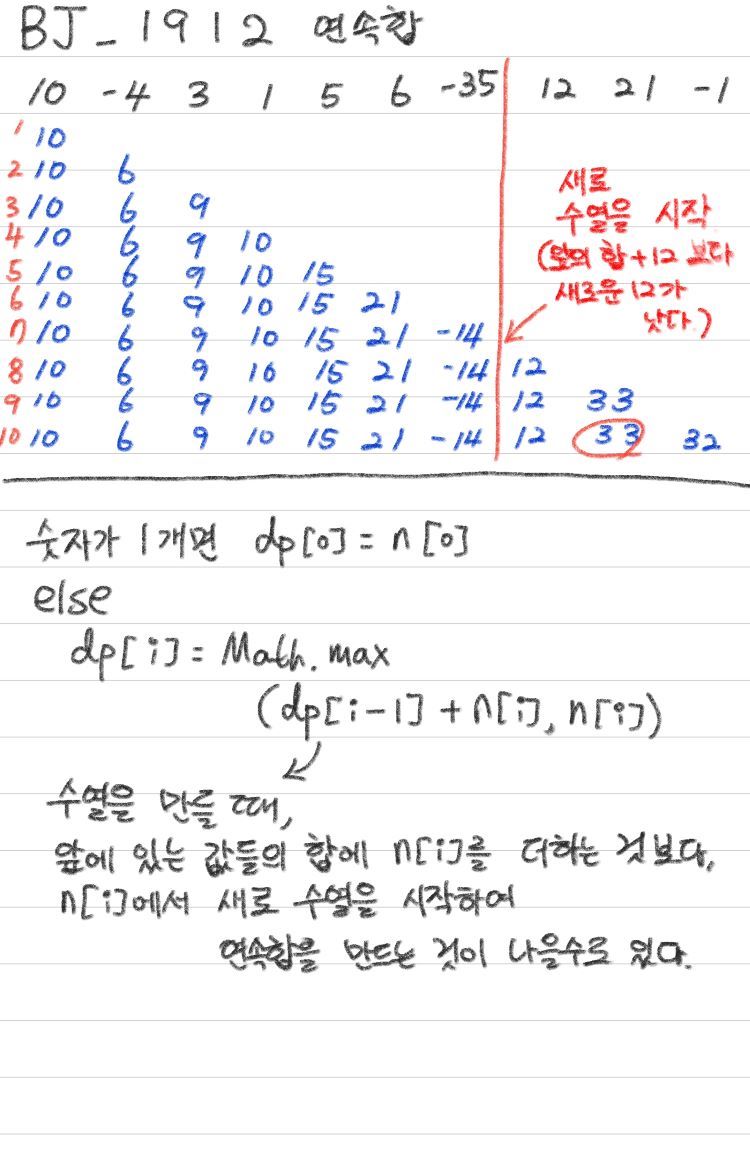 BJ_1912 연속합
10 -4 3 1 5 6 -35 12 21 -1
1 10
2 10 6
3 10 6 9
4 10 6 9 10
5 10 6 9 10 15
6 10 6 9 10 15 21
7 10 6 9 10 15 21 -14
8 10 6 9 10 15 21 -14 12
9 10 6 9 10 15 21 -14 12 33
10 10 6 9 10 15 21 -14 12 33 32
새로
수열을 시작
(앞의 합+12 보다
새로운 12가
낫다.)
숫자가 1개면 dp[0] = n[0]
else
dp[i] = Math.max
(dp[i-1] + n[i], n[i])
수열을 만들 때,
앞에 있는 값들의 합에 n[i]를 더하는 것보다,
n[i]에서 새로 수열을 시작하여
연속합을 만드는 것이 나을수도 있다.